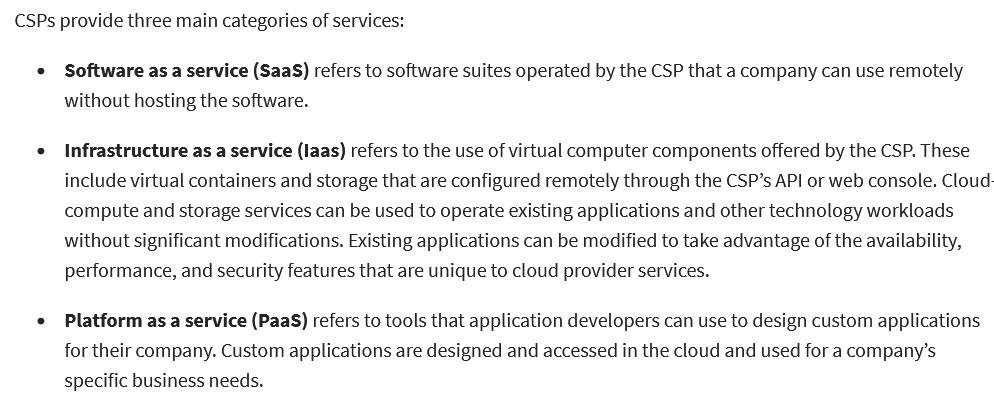 CSPs provide three main categories of services:
• Software as a service (SaaS) refers to software suites operated by the CSP that a company can use remotely
without hosting the software.
• Infrastructure as a service (Iaas) refers to the use of virtual computer components offered by the CSP. These
include virtual containers and storage that are configured remotely through the CSP’s API or web console. Cloud-
compute and storage services can be used to operate existing applications and other technology workloads
without significant modifications. Existing applications can be modified to take advantage of the availability,
performance, and security features that are unique to cloud provider services.
• Platform as a service (PaaS) refers to tools that application developers can use to design custom applications
for their company. Custom applications are designed and accessed in the cloud and used for a company’s
specific business needs.